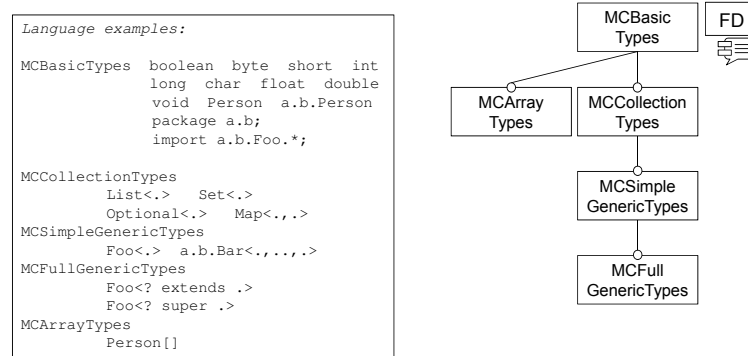 Language examples:
MCBasicTypes boolean byte short int
long char float double
void Person a.b.Person
package a.b;
import a.b.Foo.*;
MCCollectionTypes
List<.> Set<.>
Optional<.> Map<.,.>
MCSimpleGenericTypes
Foo<.> a.b.Bar<.,..,.>
MCFullGenericTypes
Foo<? extends .>
Foo<? super .>
MCArrayTypes
Person[]
MCBasic
Types
FD
MCArray
Types
MCCollection
Types
MCSimple
GenericTypes
MCFull
GenericTypes